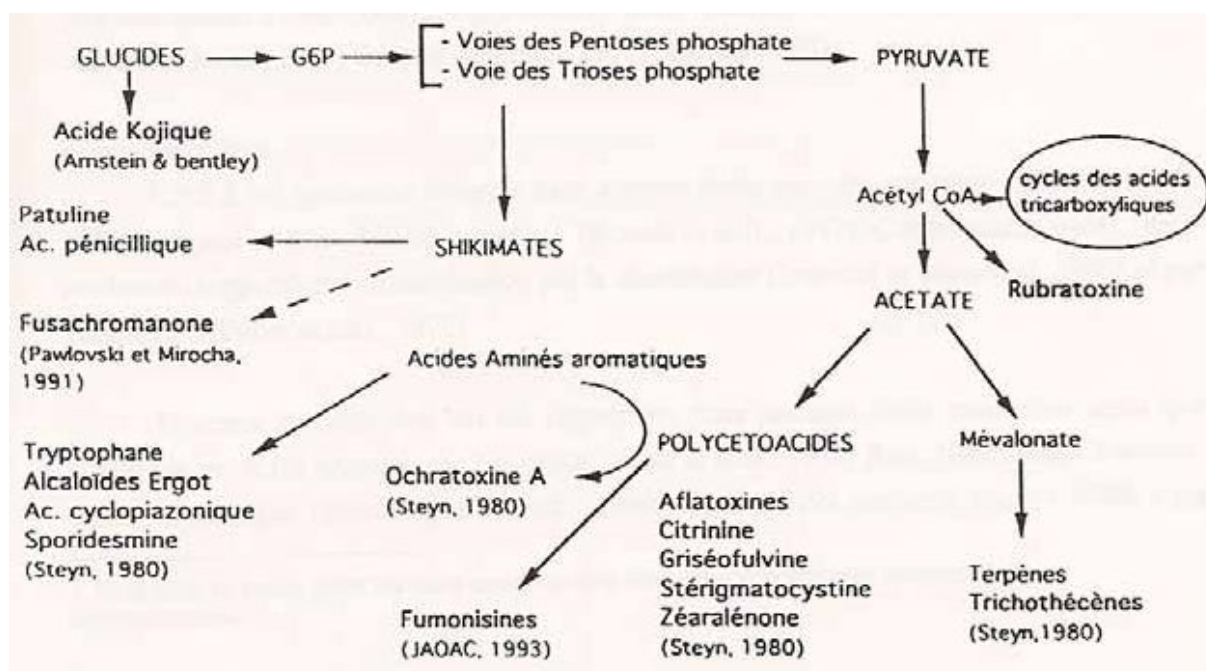 GLUCIDES
G6P
- Voies des Pentoses phosphate
- Voie des Trioses phosphate
PYRUVATE
Acide Kojique
(Arnstein & bentley)
Acétyl CoA
cycles des acides
tricarboxyliques
Patuline
Ac. pénicillique
SHIKIMATES
ACETATE
Rubratoxine
Fusachromanone
(Pawlovski et Mirocha,
1991)
Acides Aminés aromatiques
Tryptophane
Alcaloïdes Ergot
Ac. cyclopiazonique
Sporidesmine
(Steyn, 1980)
Ochratoxine A
(Steyn, 1980)
Fumonisines
(JAOAC, 1993)
POLYCETOACIDES
Aflatoxines
Citrinine
Griséofulvine
Stérigmatocystine
Zéaralénone
(Steyn, 1980)
Mévalonate
Terpènes
Trichothécènes
(Steyn,1980)